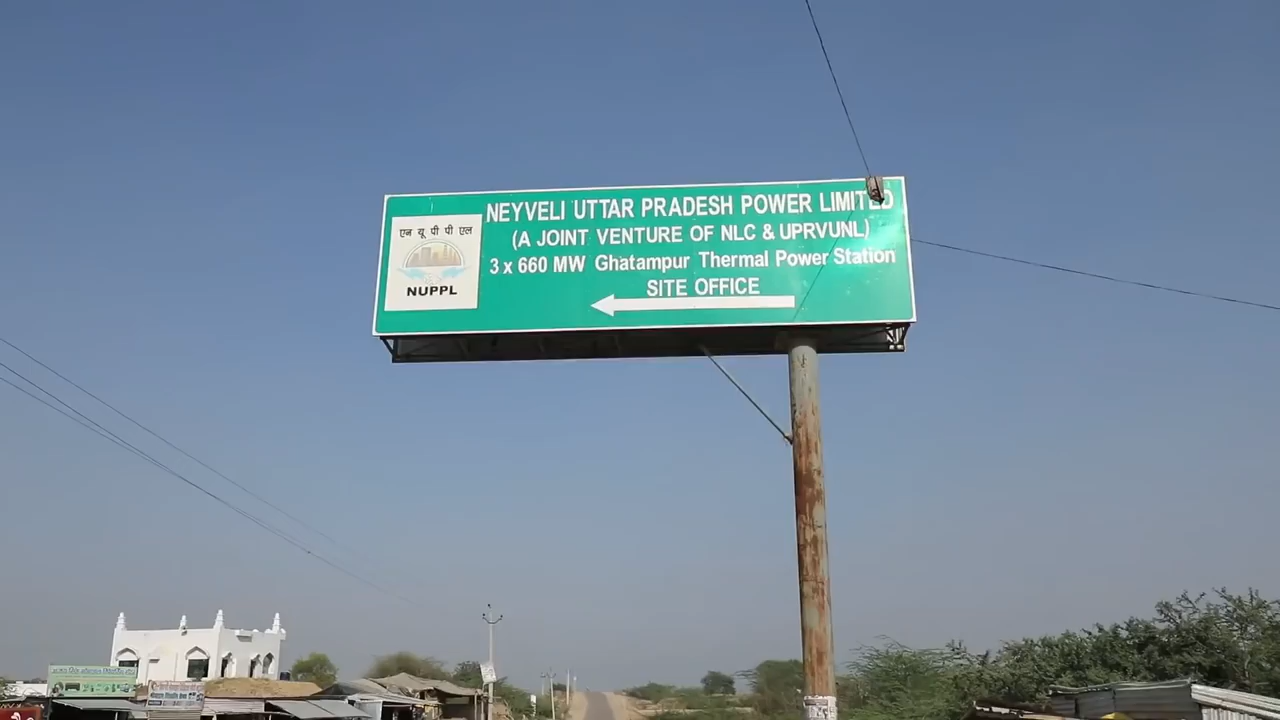 NEYVELI UTTAR PRADESH POWER LIMITED
(A JOINT VENTURE OF NLC & UPRVUNL)
3 x 660 MW Ghatampur Thermal Power Station
SITE OFFICE
एन यू पी पी एल
NUPPL